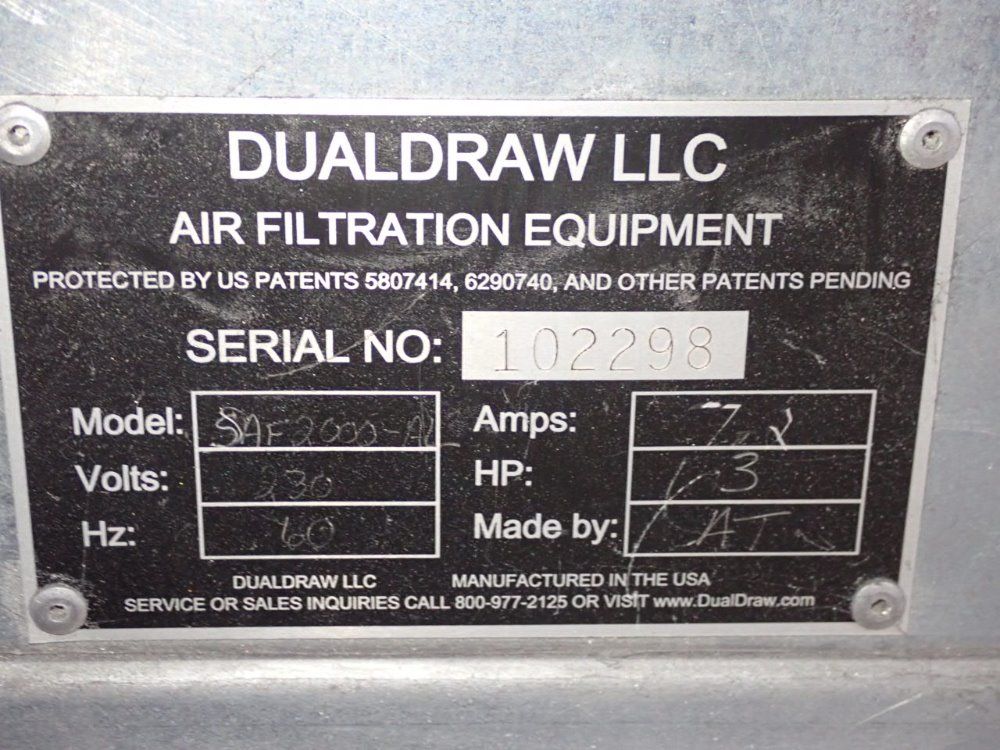 DUALDRAW LLC
AIR FILTRATION EQUIPMENT
PROTECTED BY US PATENTS 5807414, 6290740, AND OTHER PATENTS PENDING
SERIAL NO: 102298
Model: Amps: 7.2
Volts: 230 HP: 3
Hz: 60 Made by: AT
DUALDRAW LLC MANUFACTURED IN THE USA
SERVICE OR SALES INQUIRIES CALL 800-977-2125 OR VISIT www.DualDraw.com